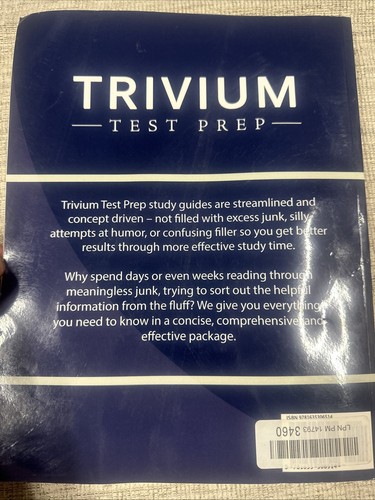 TRIVIUM
TEST PREP
Trivium Test Prep study guides are streamlined and
concept driven – not filled with excess junk, silly
attempts at humor, or confusing filler so you get better
results through more effective study time.
Why spend days or even weeks reading through
meaningless junk, trying to sort out the helpful
information from the fluff? We give you everything
you need to know in a concise, comprehensive and
effective package.
LPN PM 14793
3460